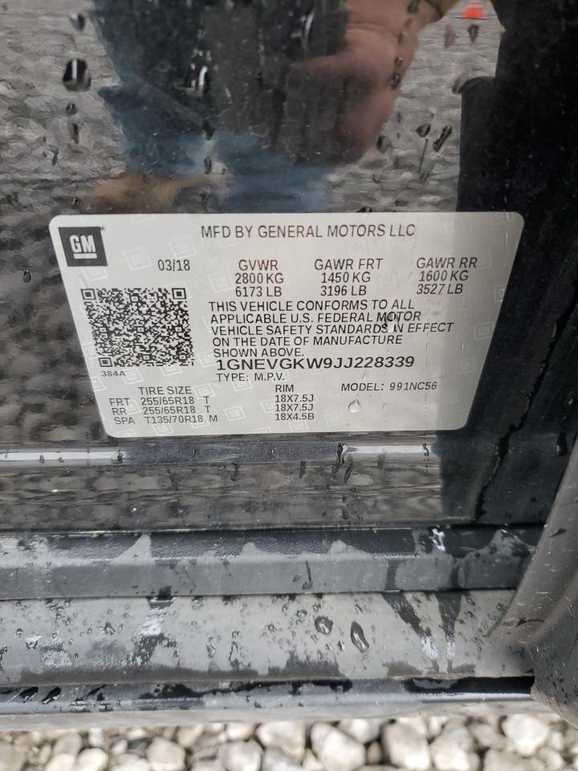 GM
MFD BY GENERAL MOTORS LLC
03/18 GVWR GAWR FRT GAWR RR
2800 KG 1450 KG 1600 KG
6173 LB 3196 LB 3527 LB
THIS VEHICLE CONFORMS TO ALL
APPLICABLE U.S. FEDERAL MOTOR
VEHICLE SAFETY STANDARDS IN EFFECT
ON THE DATE OF MANUFACTURE
SHOWN ABOVE.
384A
1GNEVGKW9JJ228339
TYPE: M.P.V.
TIRE SIZE RIM MODEL: 991NC56
FRT 255/65R18 T 18X7.5J
RR 255/65R18 T 18X7.5J
SPA T135/70R18 M 18X4.5B